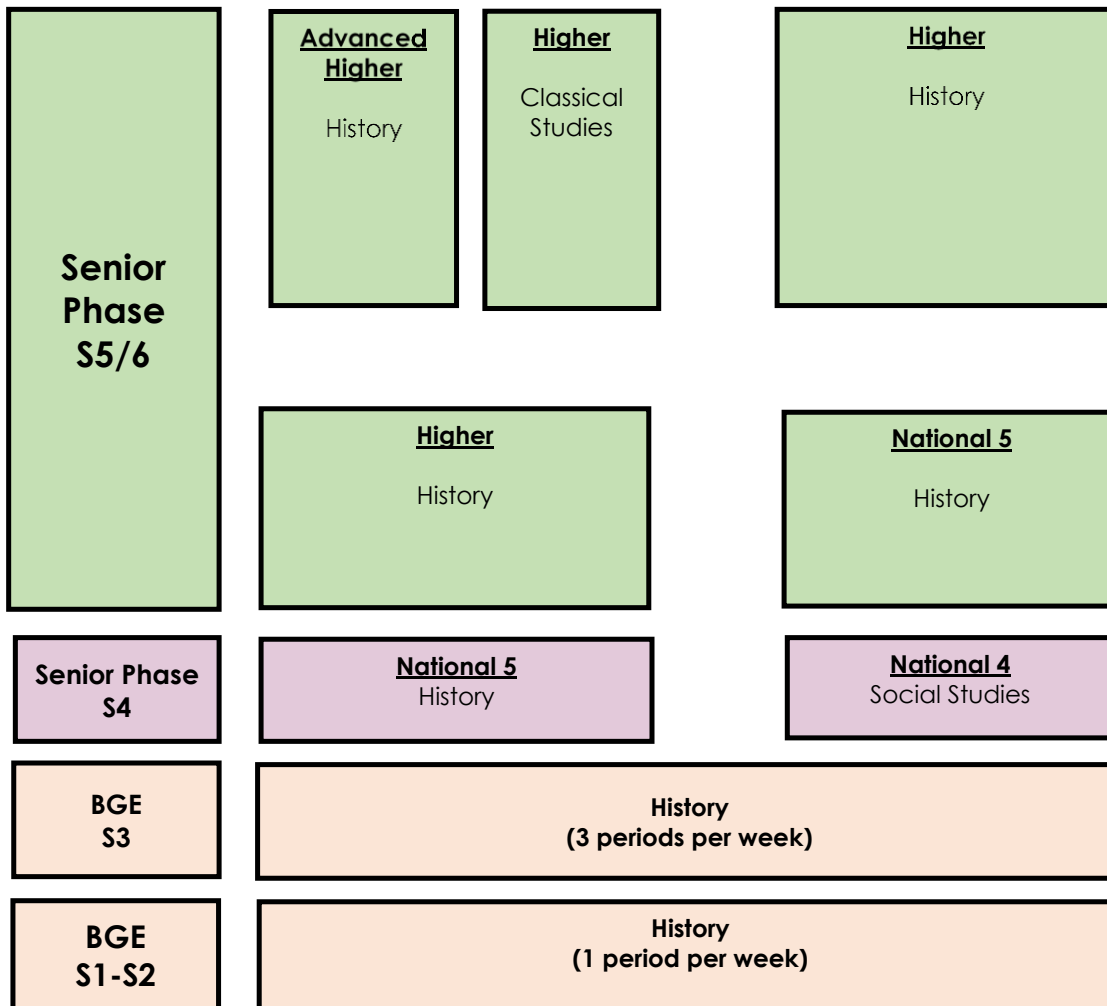 Advanced
Higher
History
Higher
Classical
Studies
Higher
History
Senior
Phase
S5/6
Higher
History
National 5
History
Senior Phase
S4
National 5
History
National 4
Social Studies
BGE
S3
History
(3 periods per week)
BGE
S1-S2
History
(1 period per week)